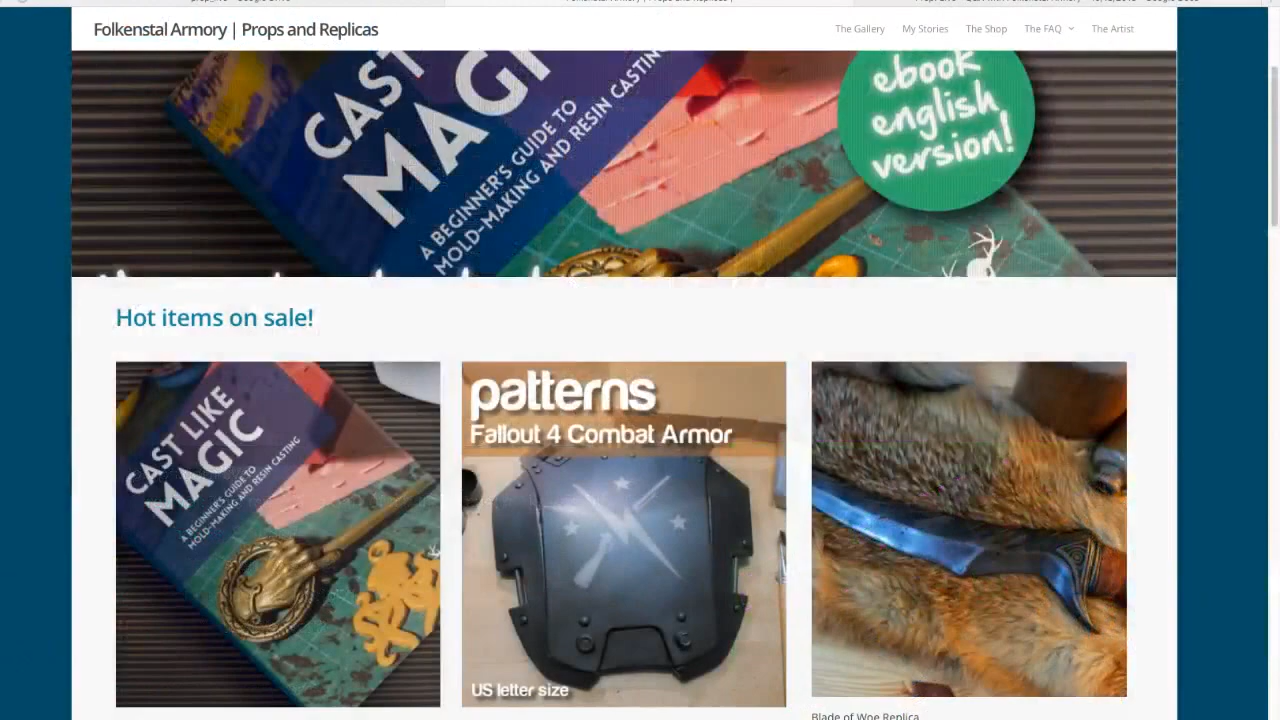 Folkenstal Armory | Props and Replicas
The Gallery
My Stories
The Shop
The FAQ
The Artist
CAST
MAGI
A BEGINNER'S GUIDE TO
MOLD-MAKING AND RESIN CASTIN
ebook
english
version!
Hot items on sale!
CAST LIKE
MAGIC
A BEGINNER'S GUIDE TO
MOLD-MAKING AND RESIN CASTING
patterns
Fallout 4 Combat Armor
US letter size
Blade of Woe Replica